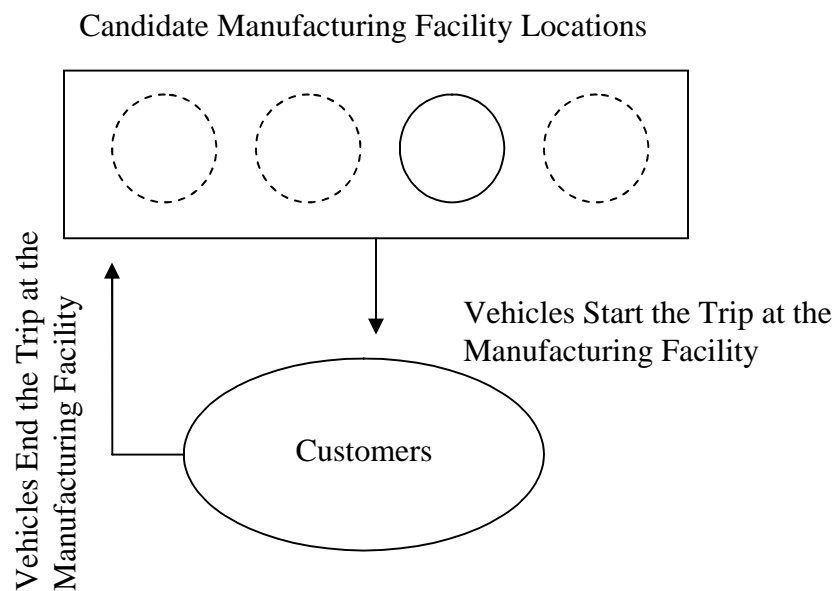 Candidate Manufacturing Facility Locations
Vehicles Start the Trip at the
Manufacturing Facility
Customers
Vehicles End the Trip at the
Manufacturing Facility